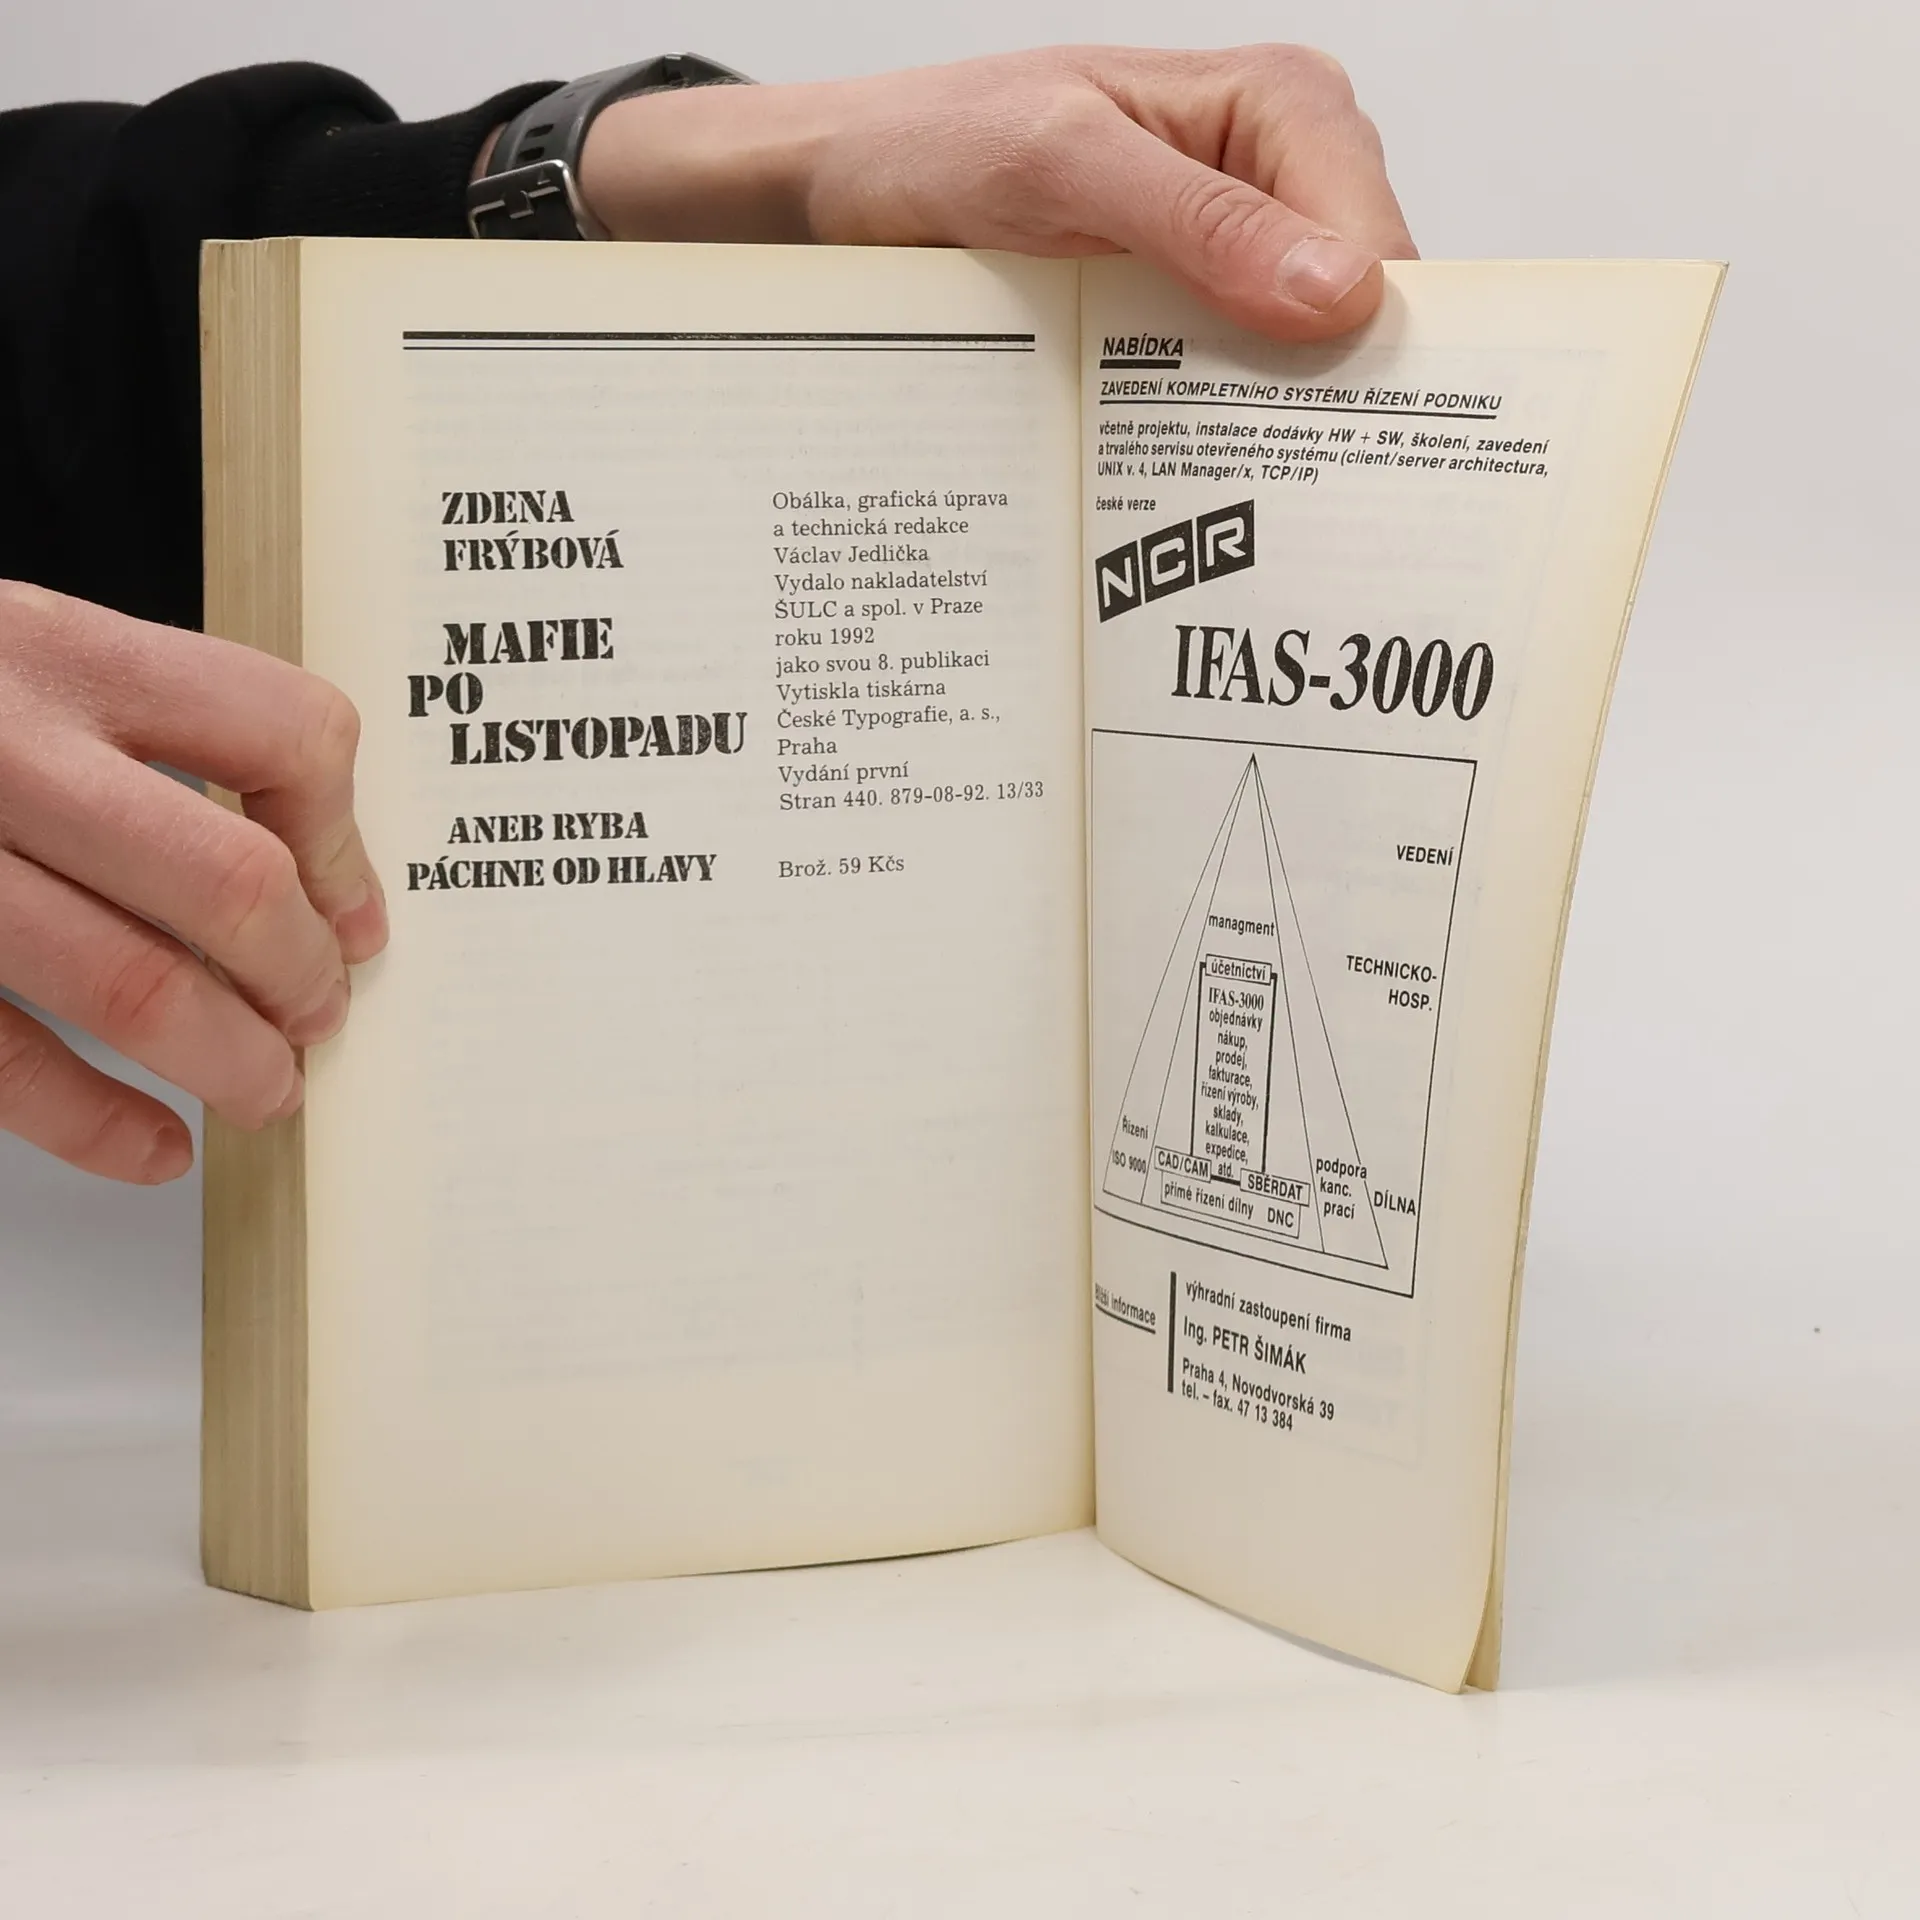 ZDENA
FRÝBOVÁ
MAFIE
PO
LISTOPADU
ANEB RYBA
PÁCHNE OD HLAVY
Obálka, grafická úprava
a technická redakce
Václav Jedlička
Vydalo nakladatelství
ŠULC a spol. v Praze
roku 1992
jako svou 8. publikaci
Vytiskla tiskárna
České Typografie, a. s.,
Praha
Vydání první
Stran 440. 879-08-92. 13/33
Brož. 59 Kčs
NABÍDKA
ZAVEDENÍ KOMPLETNÍHO SYSTÉMU ŘÍZENÍ PODNIKU
včetně projektu, instalace dodávky HW + SW, školení, zavedení
a trvalého servisu otevřeného systému (client/server architectura,
UNIX v. 4, LAN Manager/x, TCP/IP)
české verze
NCR
IFAS-3000
VEDENÍ
managment
TECHNICKO-
HOSP.
účetnictví
IFAS-3000
objednávky
nákup,
prodej,
fakturace,
řízení výroby,
sklady,
kalkulace,
expedice,
atd.
Řízení
ISO 9000
CAD/CAM
SBĚRDAT
přímé řízení dílny DNC
podpora
kanc.
prací
DÍLNA
Bližší informace
výhradní zastoupení firma
Ing. PETR ŠIMÁK
Praha 4, Novodvorská 39
tel. – fax. 47 13 384